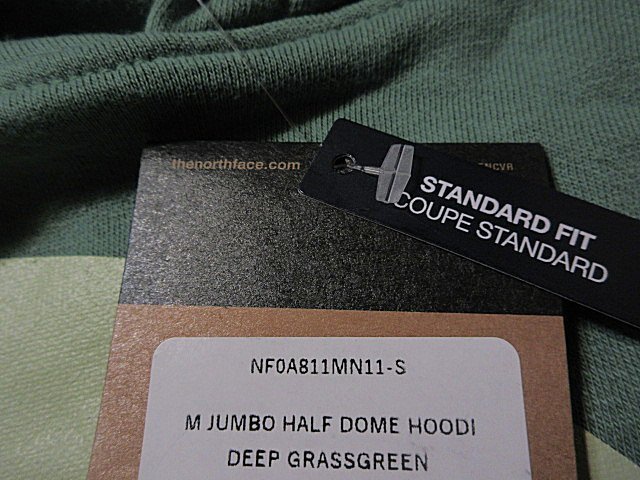 thenorthface.com
STANDARD FIT
COUPE STANDARD
NF0A811MN11-S
M JUMBO HALF DOME HOODI
DEEP GRASSGREEN